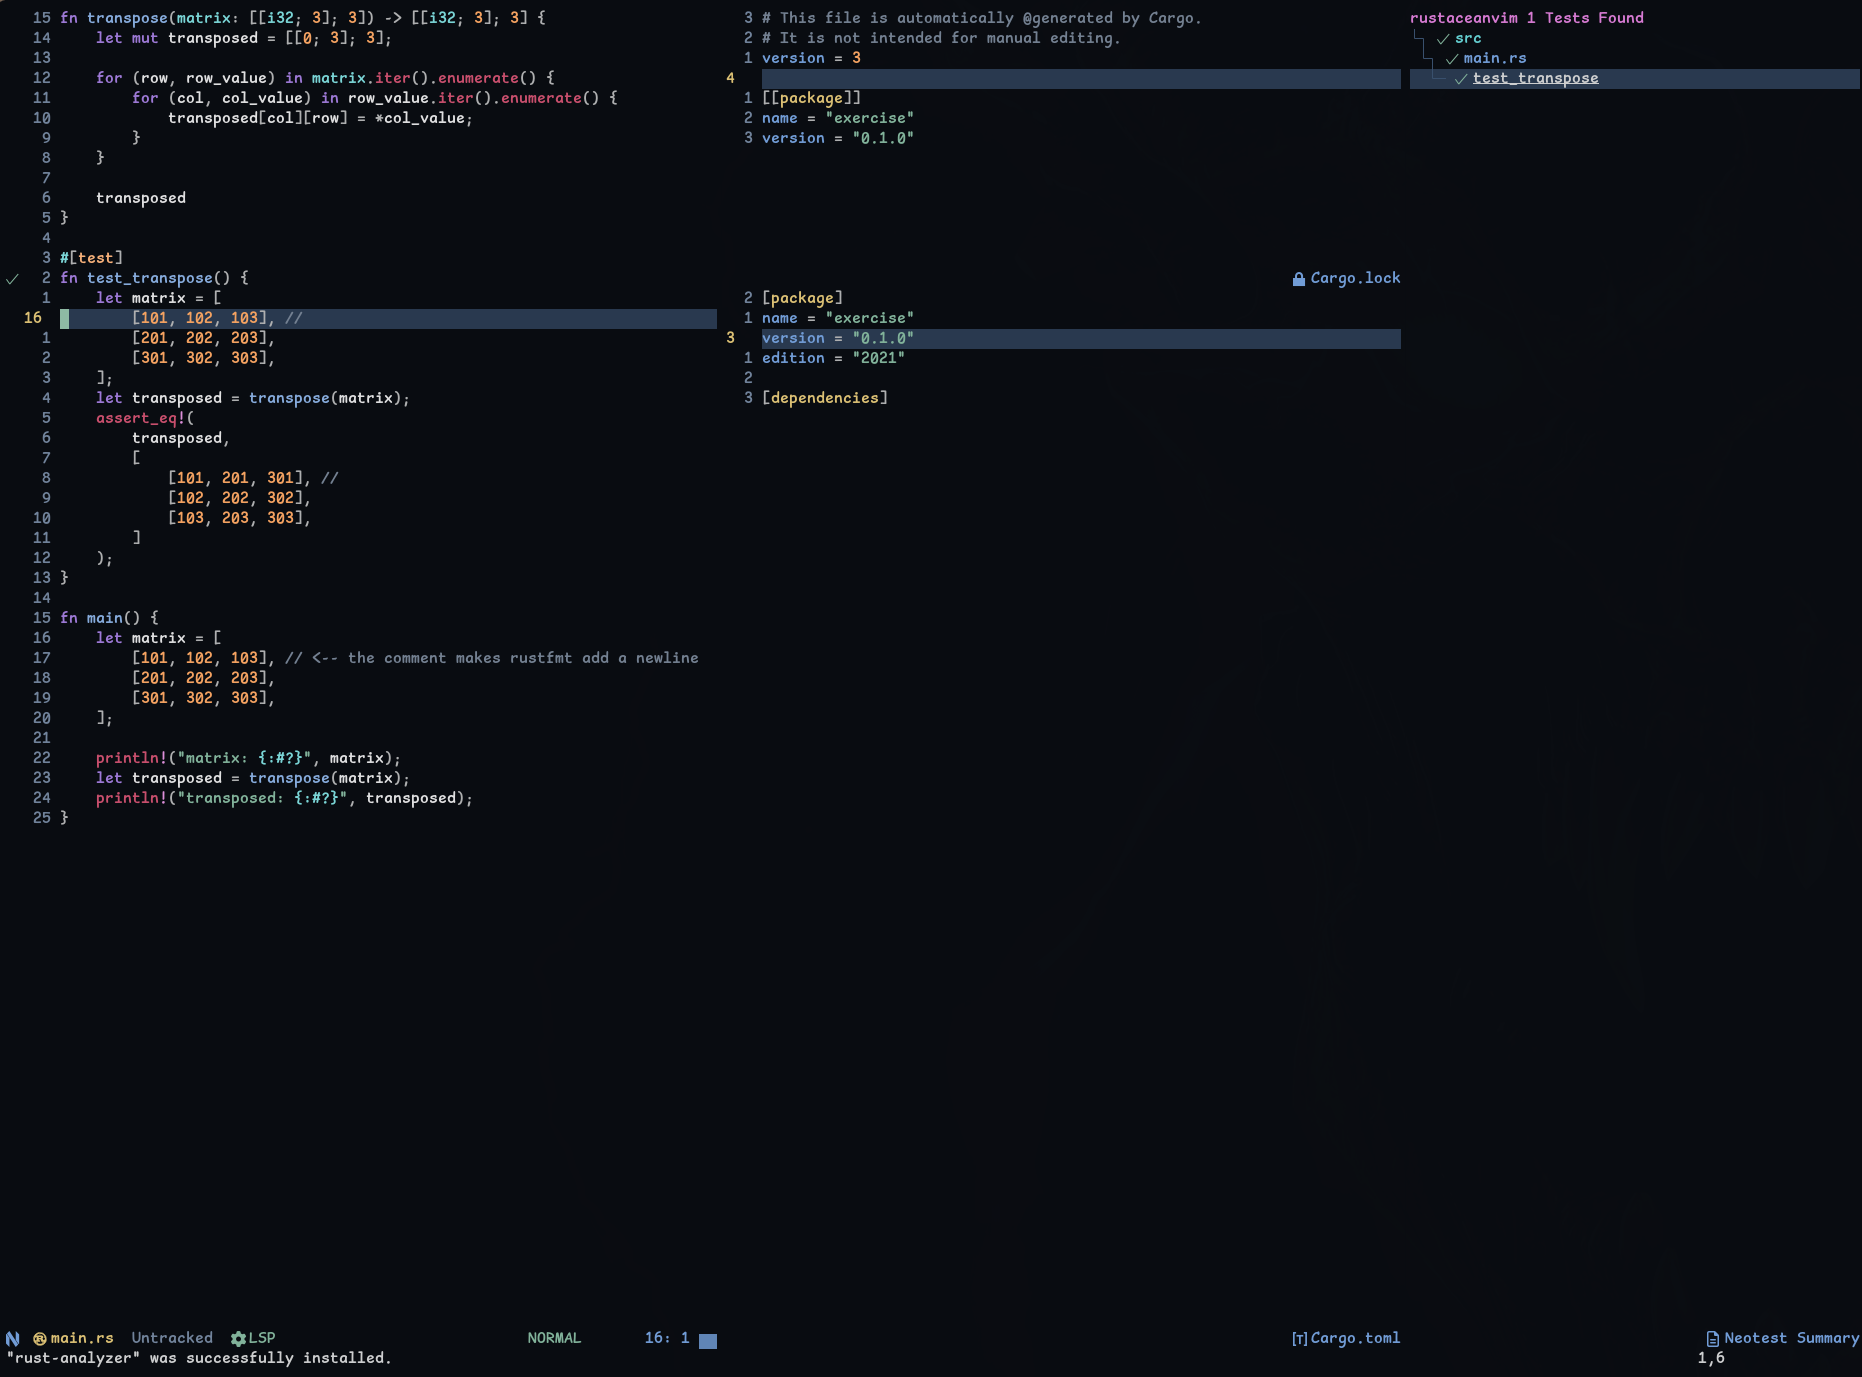 15 fn transpose(matrix: [[i32; 3]; 3]) -> [[i32; 3]; 3] {
14     let mut transposed = [[0; 3]; 3];
13
12     for (row, row_value) in matrix.iter().enumerate() {
11         for (col, col_value) in row_value.iter().enumerate() {
10             transposed[col][row] = *col_value;
9         }
8     }
7
6     transposed
5 }
4
3 #[test]
2 fn test_transpose() {
1     let matrix = [
16         [101, 102, 103], //
1         [201, 202, 203],
2         [301, 302, 303],
3     ];
4     let transposed = transpose(matrix);
5     assert_eq!(
6         transposed,
7         [
8             [101, 201, 301], //
9             [102, 202, 302],
10             [103, 203, 303],
11         ]
12     );
13 }
14
15 fn main() {
16     let matrix = [
17         [101, 102, 103], // <-- the comment makes rustfmt add a newline
18         [201, 202, 203],
19         [301, 302, 303],
20     ];
21
22     println!("matrix: {:#?}", matrix);
23     let transposed = transpose(matrix);
24     println!("transposed: {:#?}", transposed);
25 }
main.rs Untracked LSP NORMAL 16: 1
"rust-analyzer" was successfully installed.
3 # This file is automatically @generated by Cargo.
2 # It is not intended for manual editing.
1 version = 3
4
1 [[package]]
2 name = "exercise"
3 version = "0.1.0"
Cargo.lock
2 [package]
1 name = "exercise"
3 version = "0.1.0"
1 edition = "2021"
2
3 [dependencies]
[T] Cargo.toml
rustaceanvim 1 Tests Found
src
main.rs
test_transpose
Neotest Summary
1,6